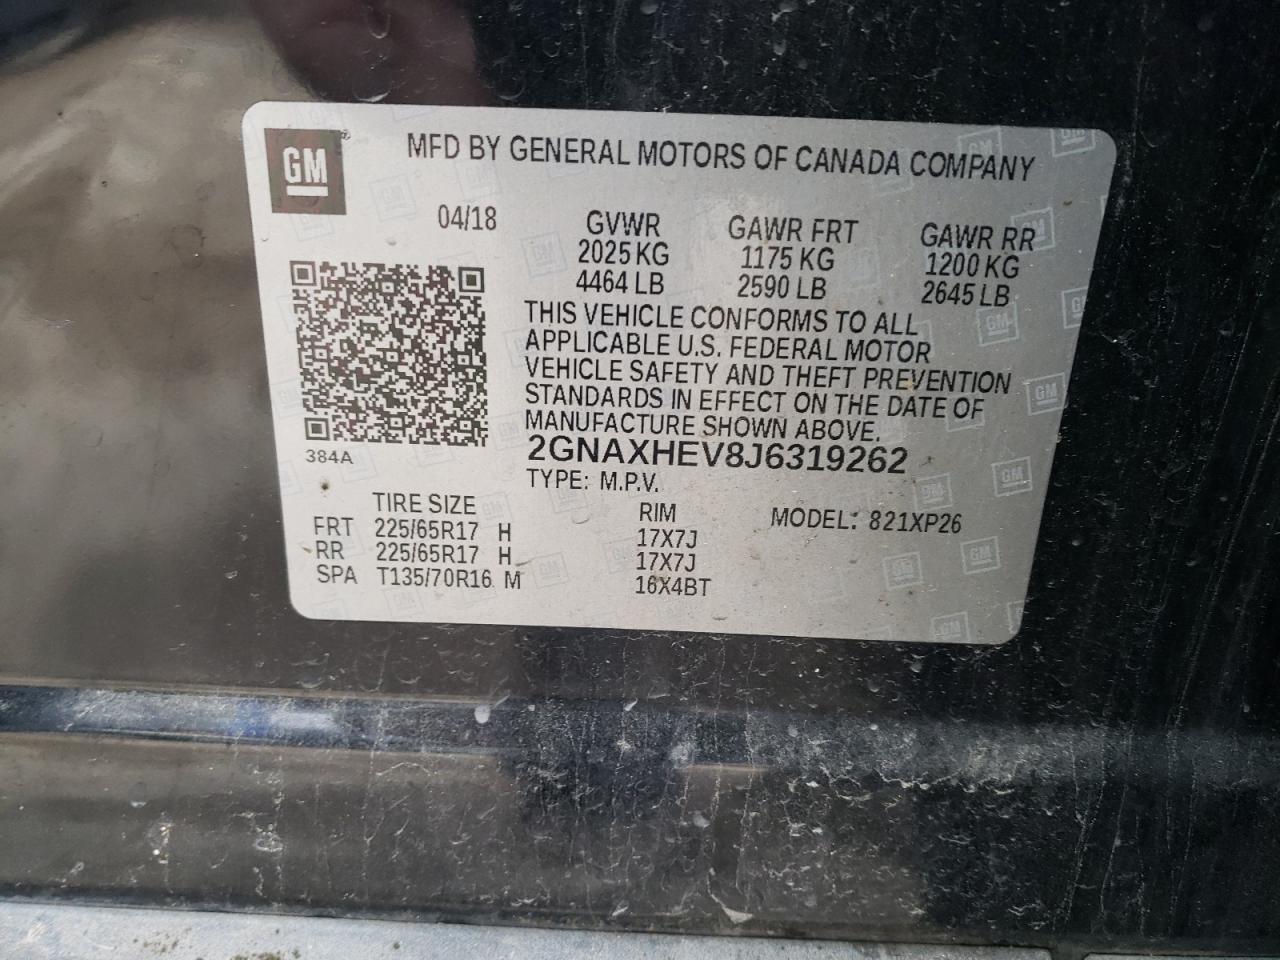 GM®
MFD BY GENERAL MOTORS OF CANADA COMPANY
04/18
GVWR GAWR FRT GAWR RR
2025 KG 1175 KG 1200 KG
4464 LB 2590 LB 2645 LB
THIS VEHICLE CONFORMS TO ALL
APPLICABLE U.S. FEDERAL MOTOR
VEHICLE SAFETY AND THEFT PREVENTION
STANDARDS IN EFFECT ON THE DATE OF
MANUFACTURE SHOWN ABOVE.
384A
2GNAXHEV8J6319262
TYPE: M.P.V.
TIRE SIZE RIM MODEL: 821XP26
FRT 225/65R17 H 17X7J
RR 225/65R17 H 17X7J
SPA T135/70R16 M 16X4BT